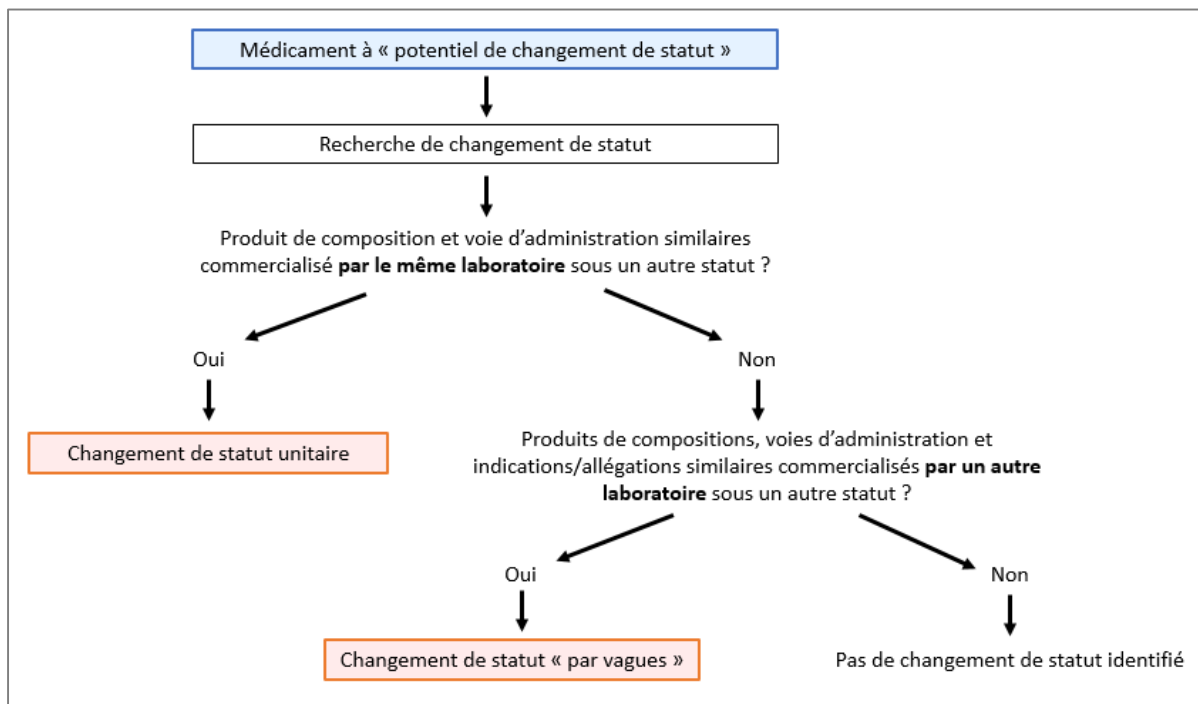 Médicament à « potentiel de changement de statut »
Recherche de changement de statut
Produit de composition et voie d’administration similaires
commercialisé par le même laboratoire sous un autre statut ?
Oui
Non
Changement de statut unitaire
Produits de compositions, voies d’administration et
indications/allégations similaires commercialisés par un autre
laboratoire sous un autre statut ?
Oui
Non
Changement de statut « par vagues »
Pas de changement de statut identifié